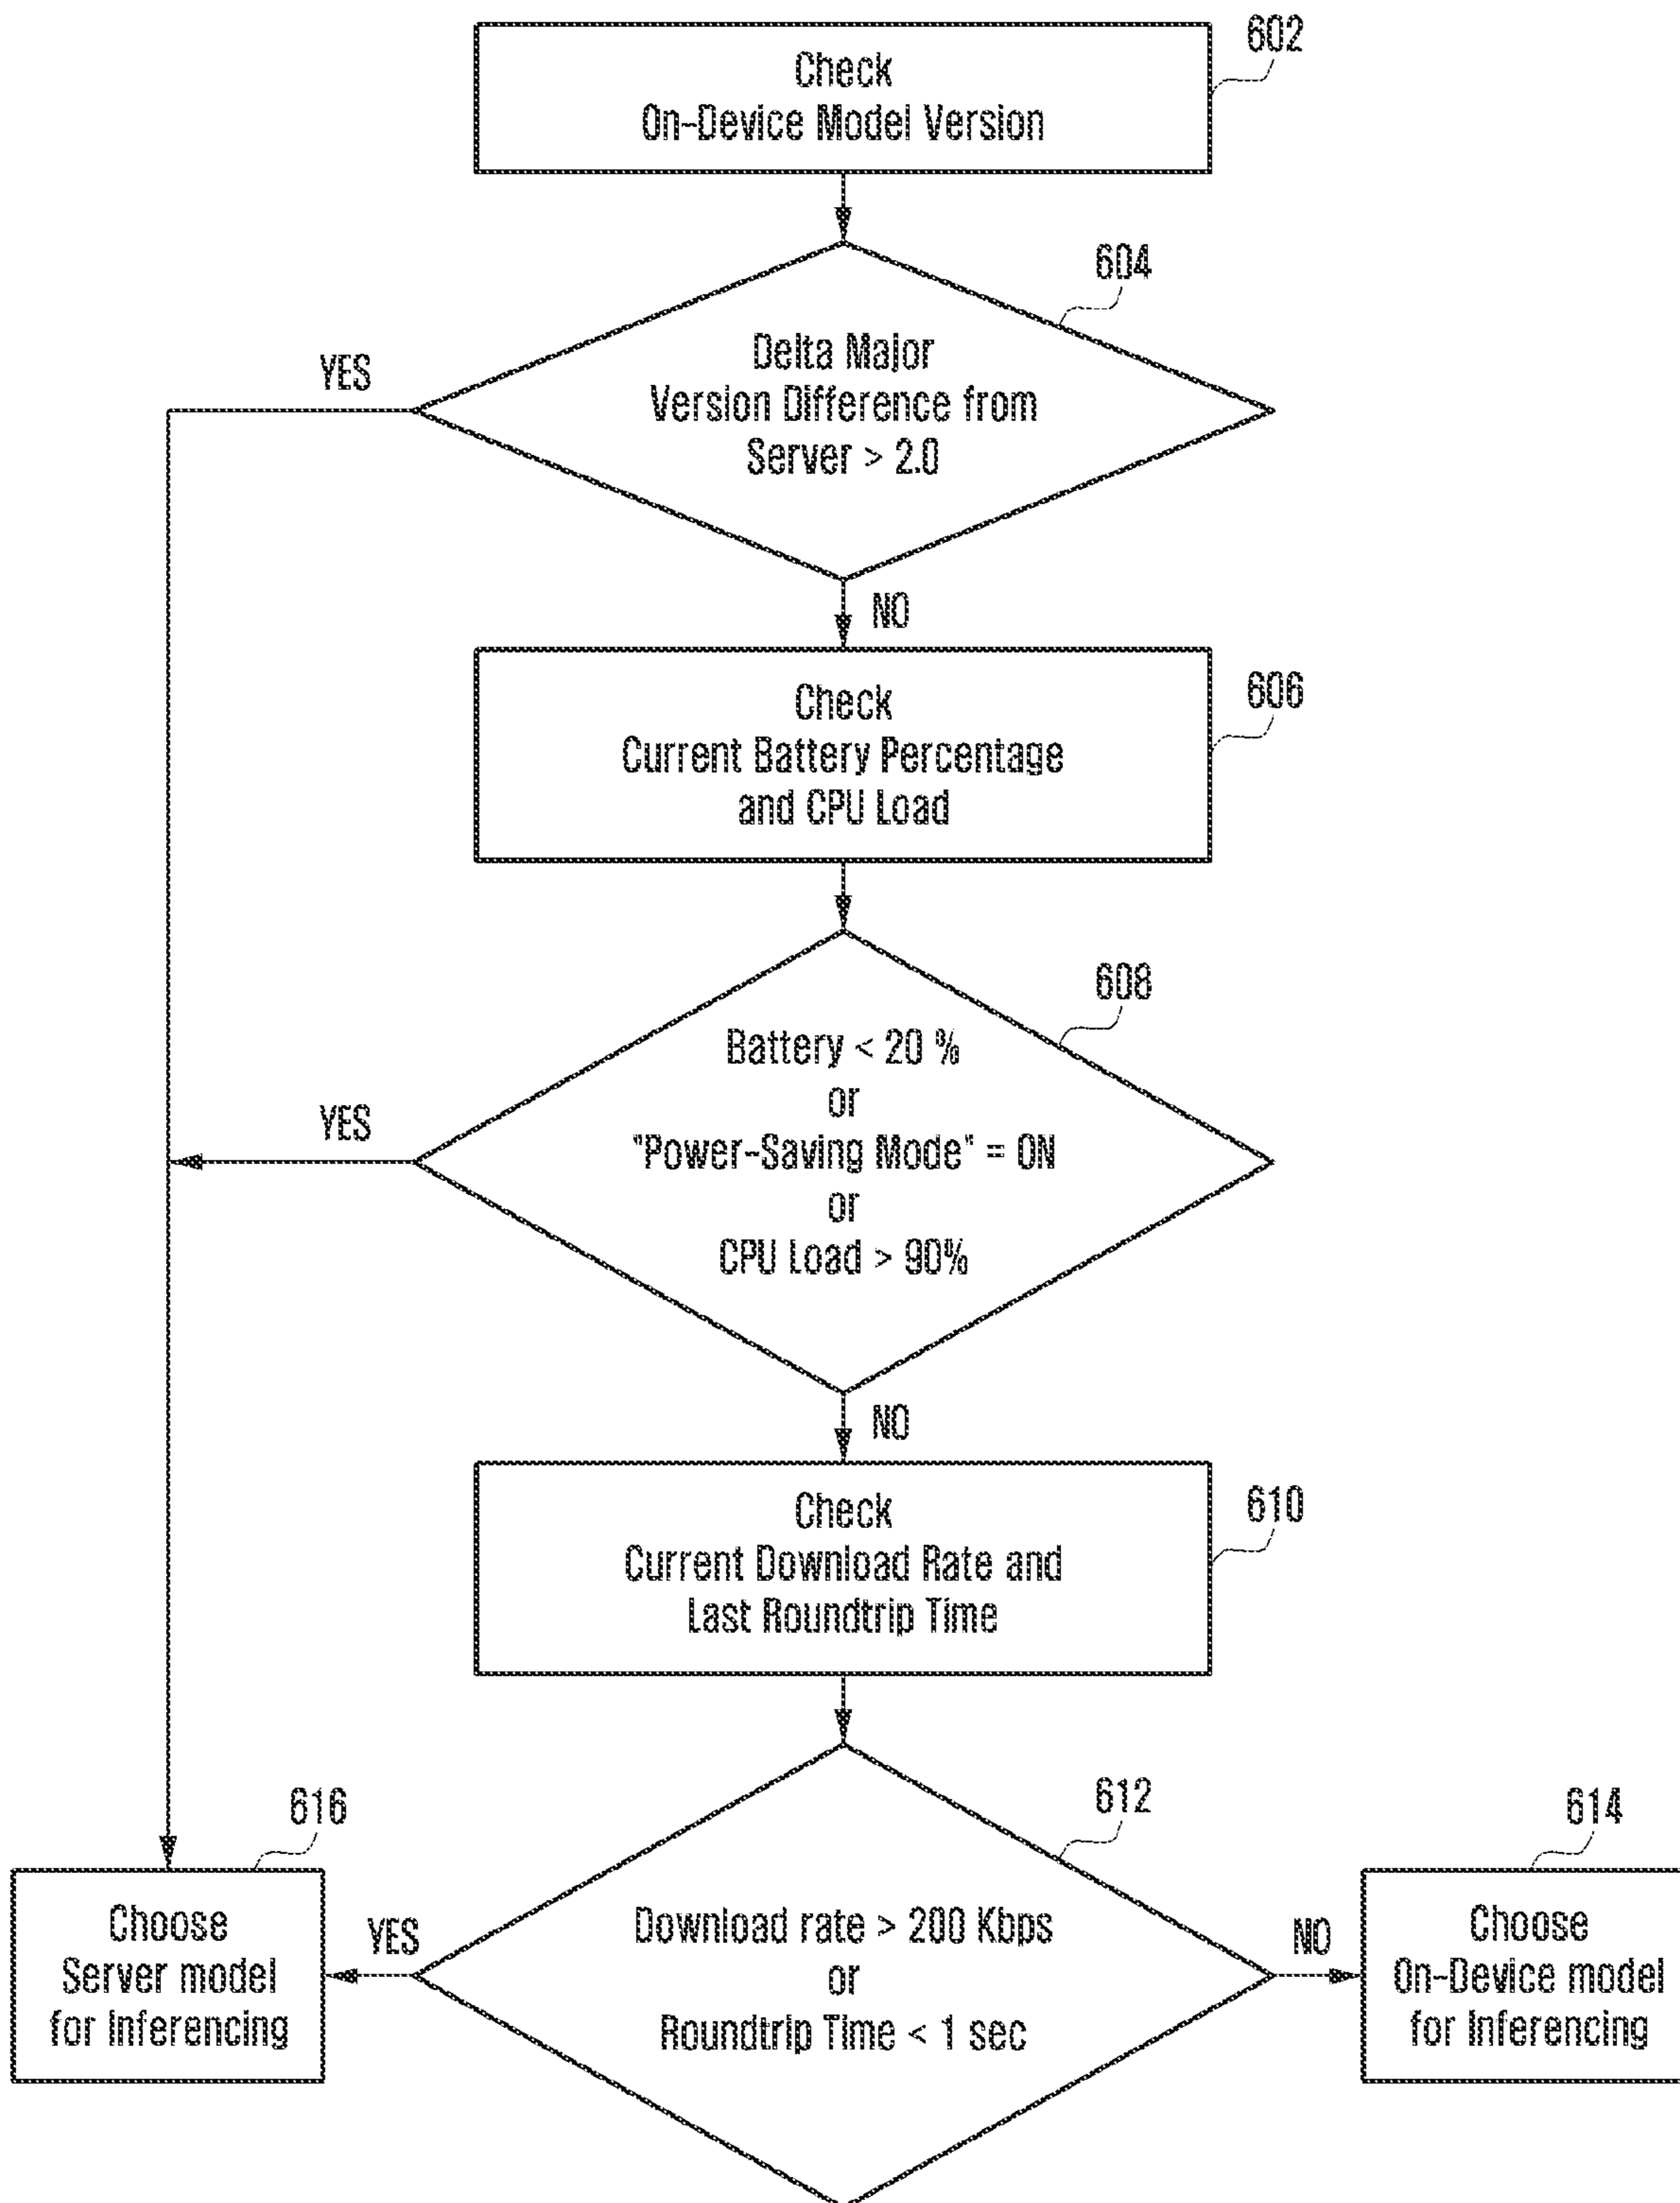 602
Check
On-Device Model Version
604
Delta Major
Version Difference from
Server > 2.0
YES
NO
606
Check
Current Battery Percentage
and CPU Load
608
Battery < 20 %
or
"Power-Saving Mode" = ON
or
CPU Load > 90%
YES
NO
610
Check
Current Download Rate and
Last Roundtrip Time
616
612
614
Choose
Server model
for Inferencing
YES
Download rate > 200 Kbps
or
Roundtrip Time < 1 sec
NO
Choose
On-Device model
for Inferencing